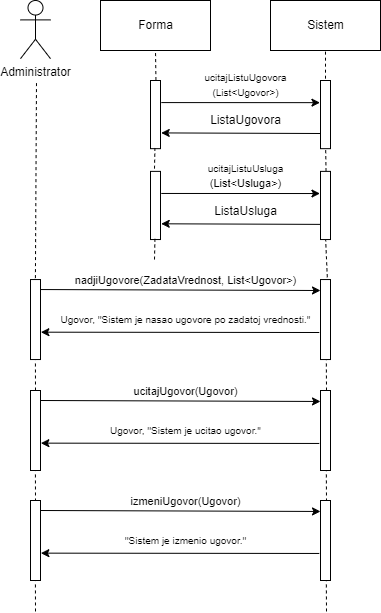 Forma
Sistem
Administrator
ucitajListuUgovora
(List<Ugovor>)
ListaUgovora
ucitajListuUsluga
(List<Usluga>)
ListaUsluga
nadjiUgovore(ZadataVrednost, List<Ugovor>)
Ugovor, "Sistem je nasao ugovore po zadatoj vrednosti."
ucitajUgovor(Ugovor)
Ugovor, "Sistem je ucitao ugovor."
izmeniUgovor(Ugovor)
"Sistem je izmenio ugovor."